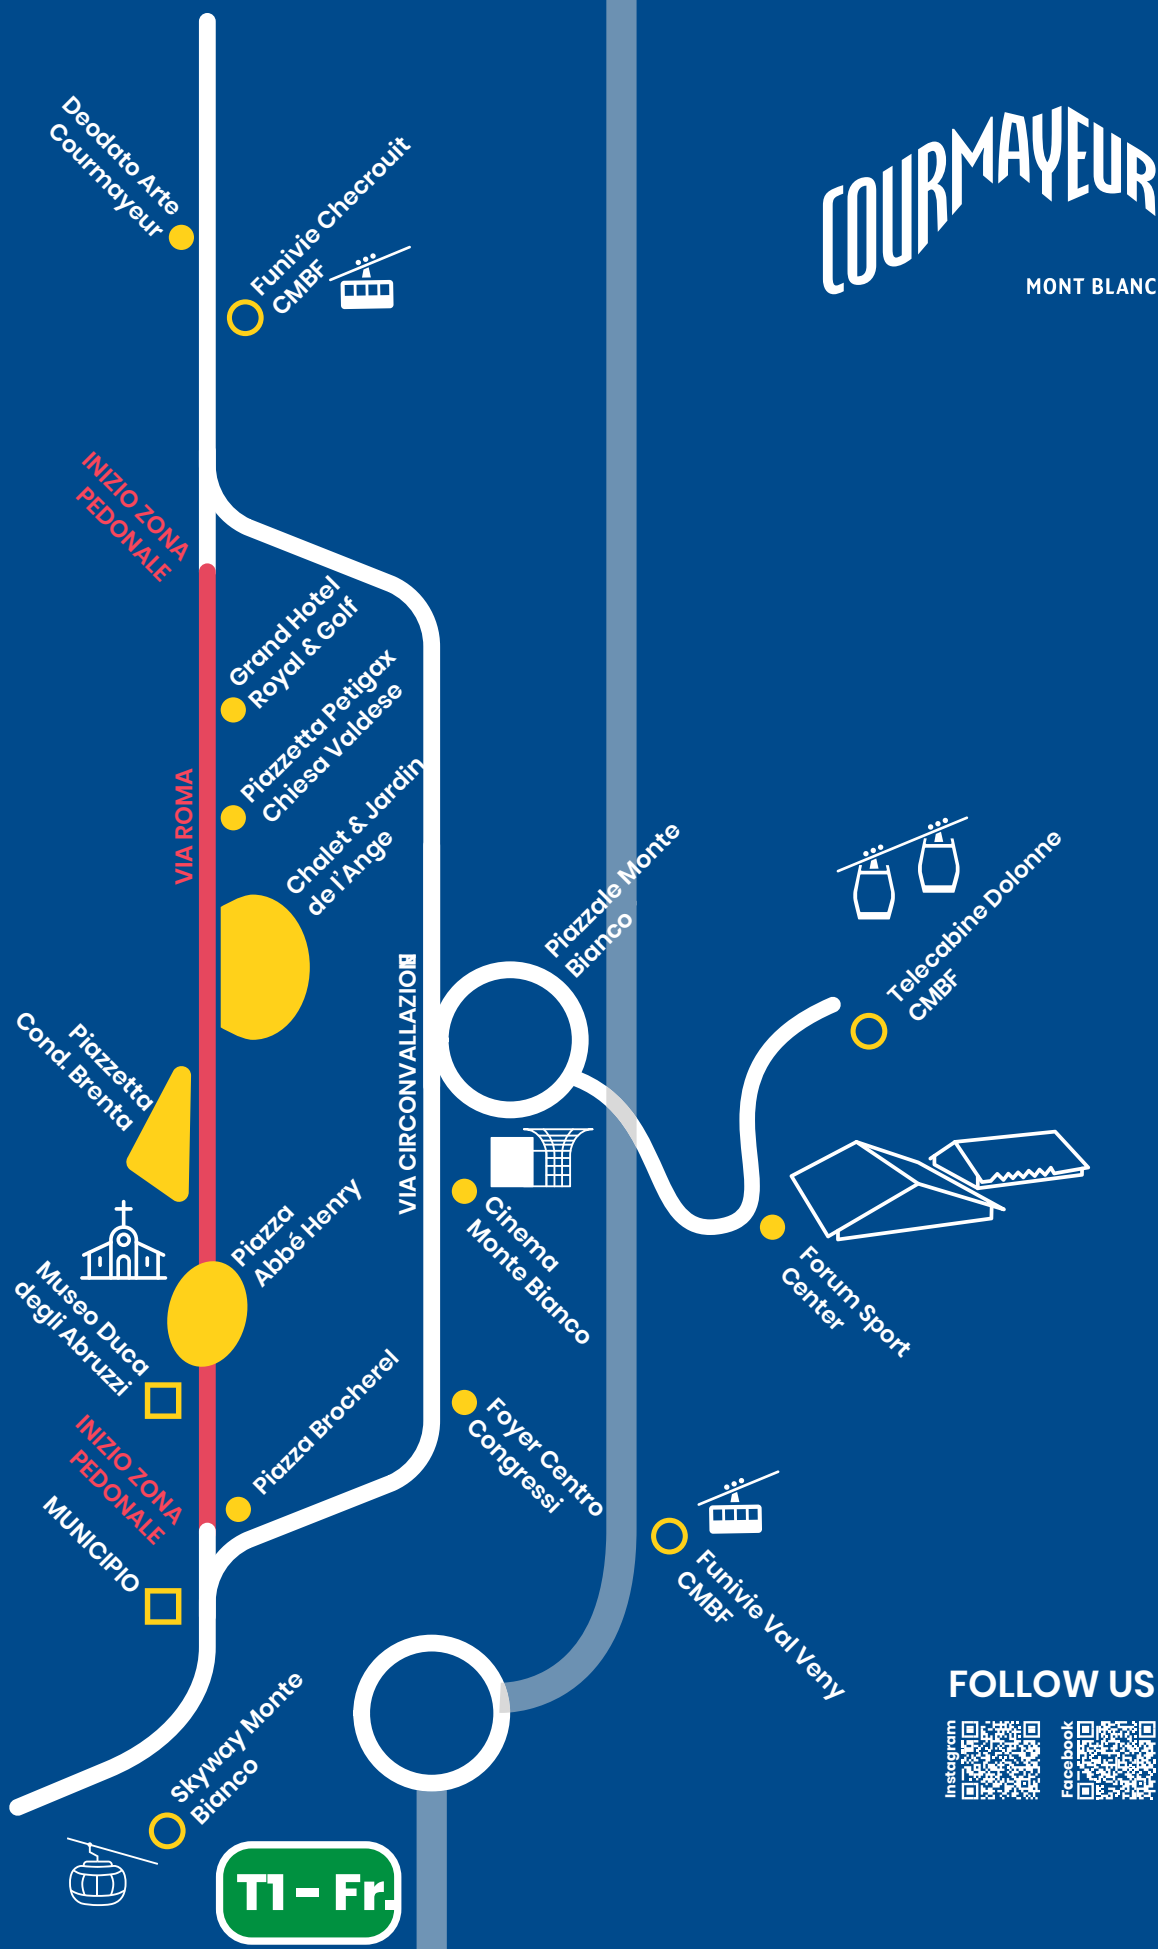 COURMAYEUR
MONT BLANC
Deodato Arte
Courmayeur
Funivie Checrouit
CMBF
INIZIO ZONA
PEDONALE
Grand Hotel
Royal & Golf
Piazzetta Petigax
Chiesa Valdese
VIA ROMA
Chalet & Jardin
de l'Ange
Piazzale Monte
Bianco
Telecabine Dolonne
CMBF
VIA CIRCONVALLAZIONE
Piazzetta
Cond. Brenta
Piazza
Abbé Henry
Cinema
Monte Bianco
Forum Sport
Center
Museo Duca
degli Abruzzi
Piazza Brocherel
Foyer Centro
Congressi
INIZIO ZONA
PEDONALE
MUNICIPIO
Funivie Val Veny
CMBF
Skyway Monte
Bianco
FOLLOW US
Instagram
Facebook
T1 - Fr.